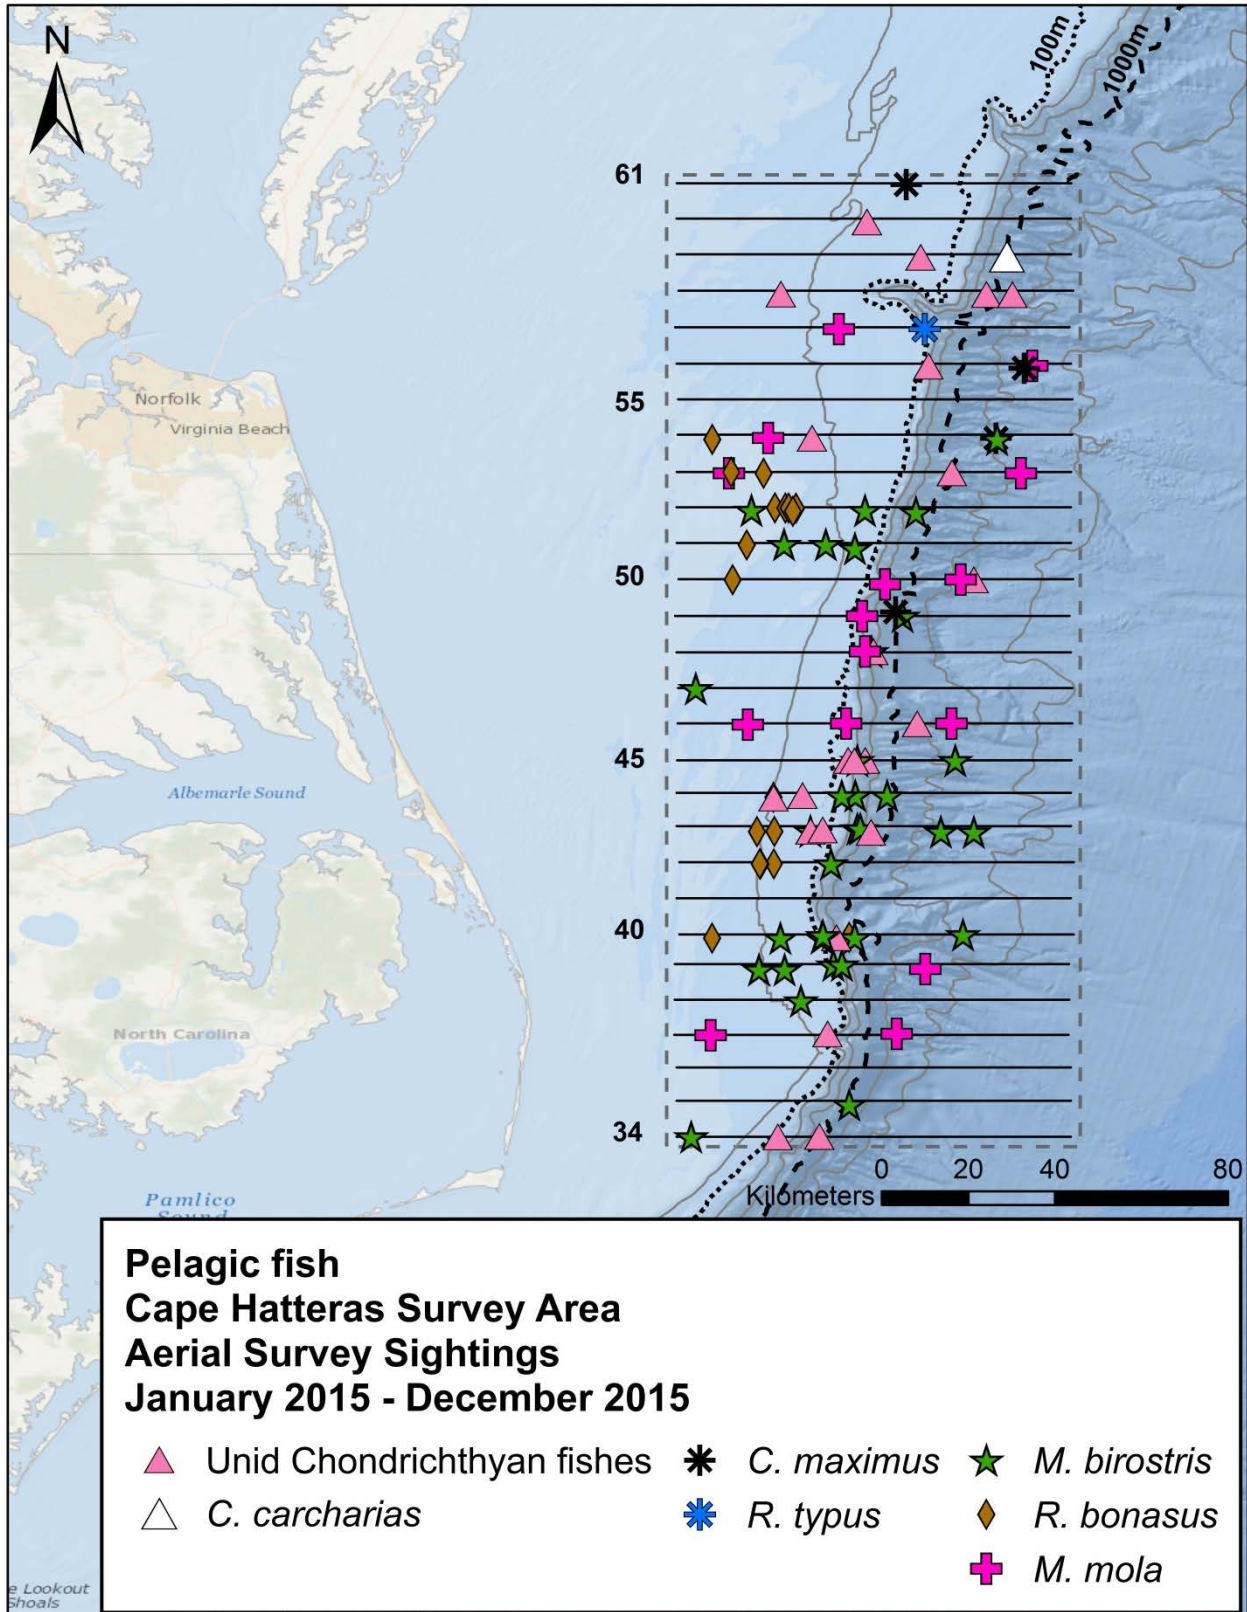 N
100m
1000m
61
55
Norfolk
Virginia Beach
50
45
Albemarle Sound
40
North Carolina
34
0 20 40 80
Kilometers
Pamlico
Sound
Pelagic fish
Cape Hatteras Survey Area
Aerial Survey Sightings
January 2015 - December 2015
Unid Chondrichthyan fishes
C. maximus
M. birostris
C. carcharias
R. typus
R. bonasus
M. mola
e Lookout
Shoals